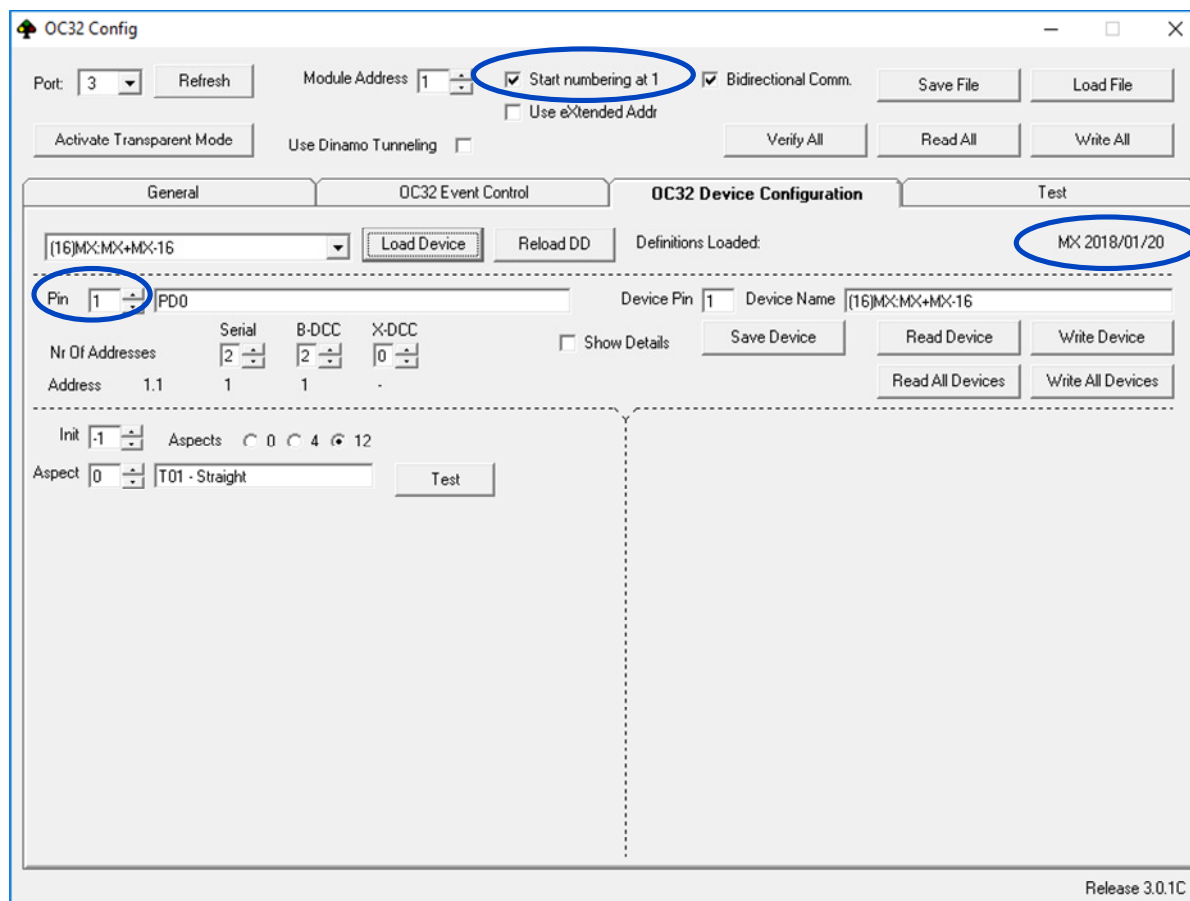 OC32 Config
Port: 3 Refresh Module Address 1 Start numbering at 1 Bidirectional Comm. Save File Load File
Use eXtended Addr
Activate Transparent Mode Use Dinamo Tunneling Verify All Read All Write All
General OC32 Event Control OC32 Device Configuration Test
(16)MX:MX+MX-16 Load Device Reload DD Definitions Loaded: MX 2018/01/20
Pin 1 PD0 Device Pin 1 Device Name (16)MX:MX+MX-16
Serial B-DCC X-DCC Show Details Save Device Read Device Write Device
Nr Of Addresses 2 2 0
Address 1.1 1 1 - Read All Devices Write All Devices
Init -1 Aspects 0 4 12
Aspect 0 T01 - Straight Test
Release 3.0.1C